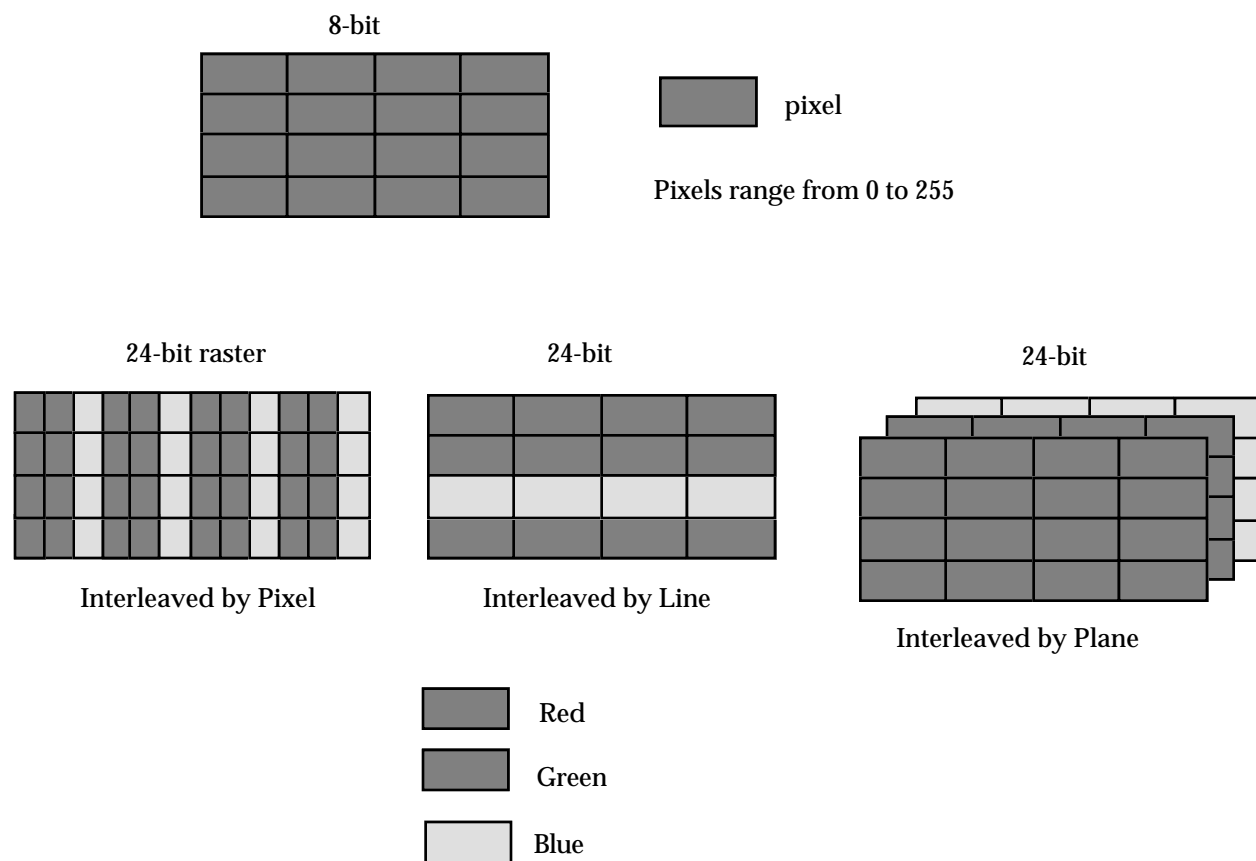 8-bit
pixel
Pixels range from 0 to 255
24-bit raster
24-bit
24-bit
Interleaved by Pixel
Interleaved by Line
Interleaved by Plane
Red
Green
Blue